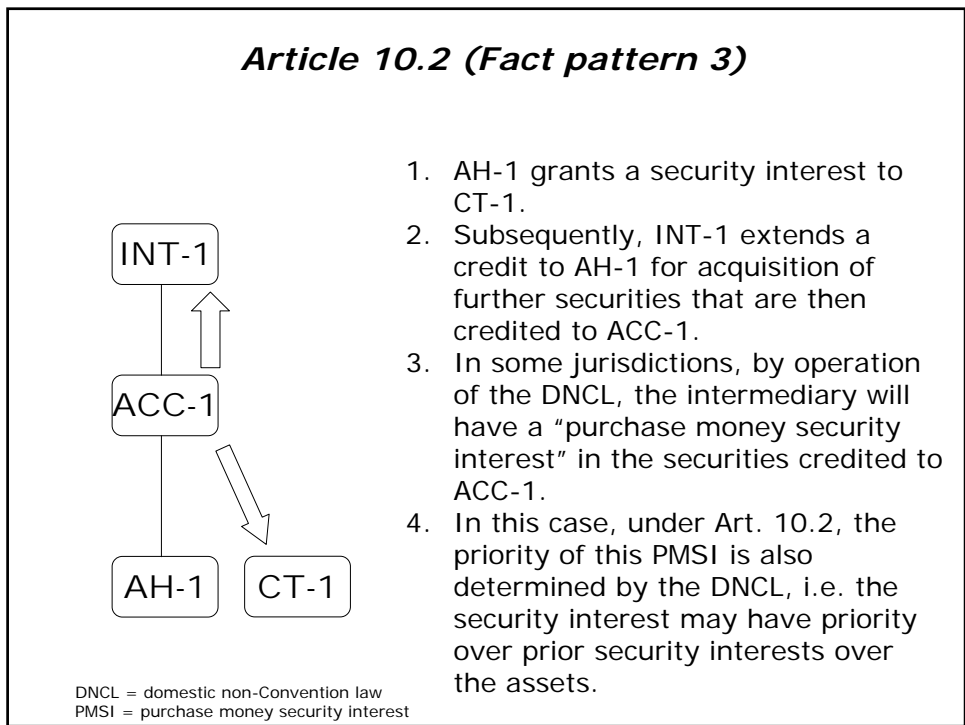 Article 10.2 (Fact pattern 3)
INT-1
ACC-1
AH-1
CT-1
1. AH-1 grants a security interest to
CT-1.
2. Subsequently, INT-1 extends a
credit to AH-1 for acquisition of
further securities that are then
credited to ACC-1.
3. In some jurisdictions, by operation
of the DNCL, the intermediary will
have a “purchase money security
interest” in the securities credited to
ACC-1.
4. In this case, under Art. 10.2, the
priority of this PMSI is also
determined by the DNCL, i.e. the
security interest may have priority
over prior security interests over
the assets.
DNCL = domestic non-Convention law
PMSI = purchase money security interest